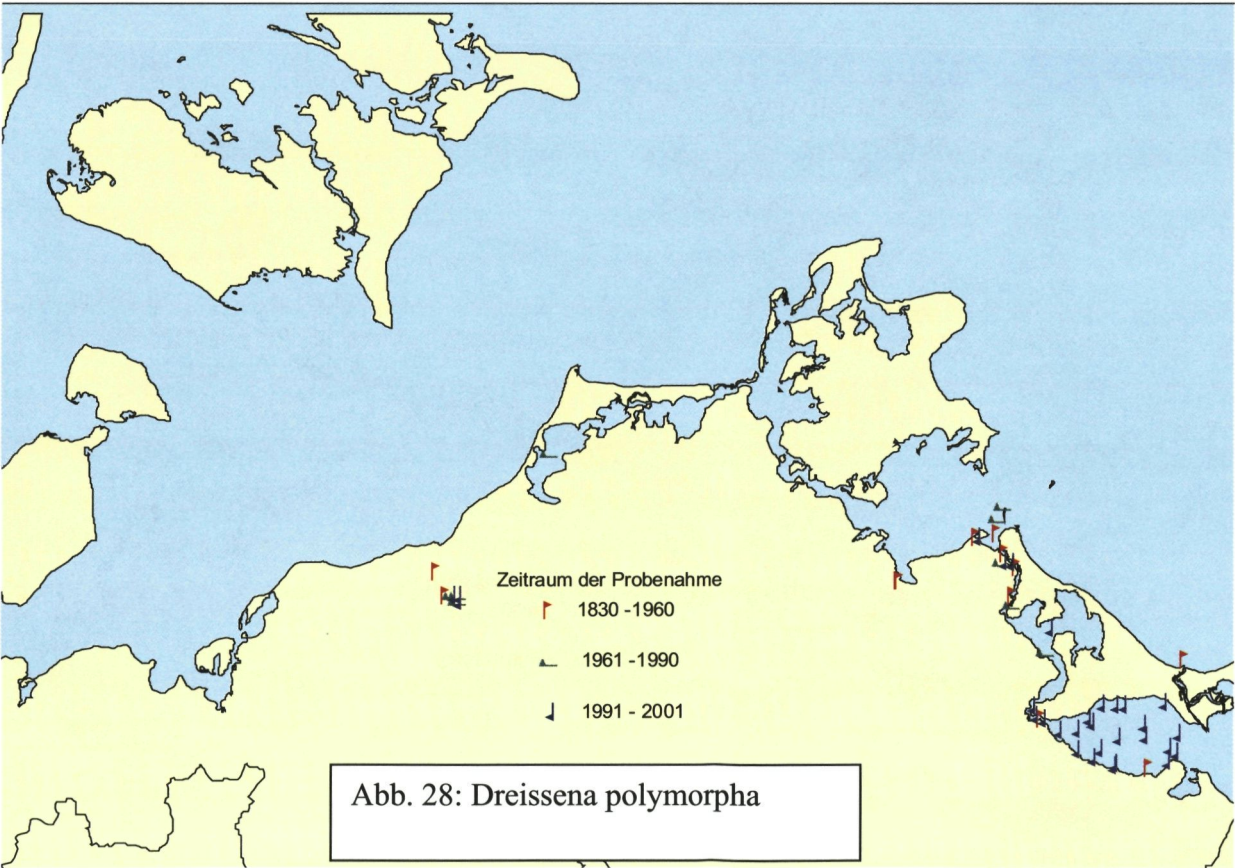 Zeitraum der Probenahme
1830 -1960
1961 -1990
1991 - 2001
Abb. 28: Dreissena polymorpha